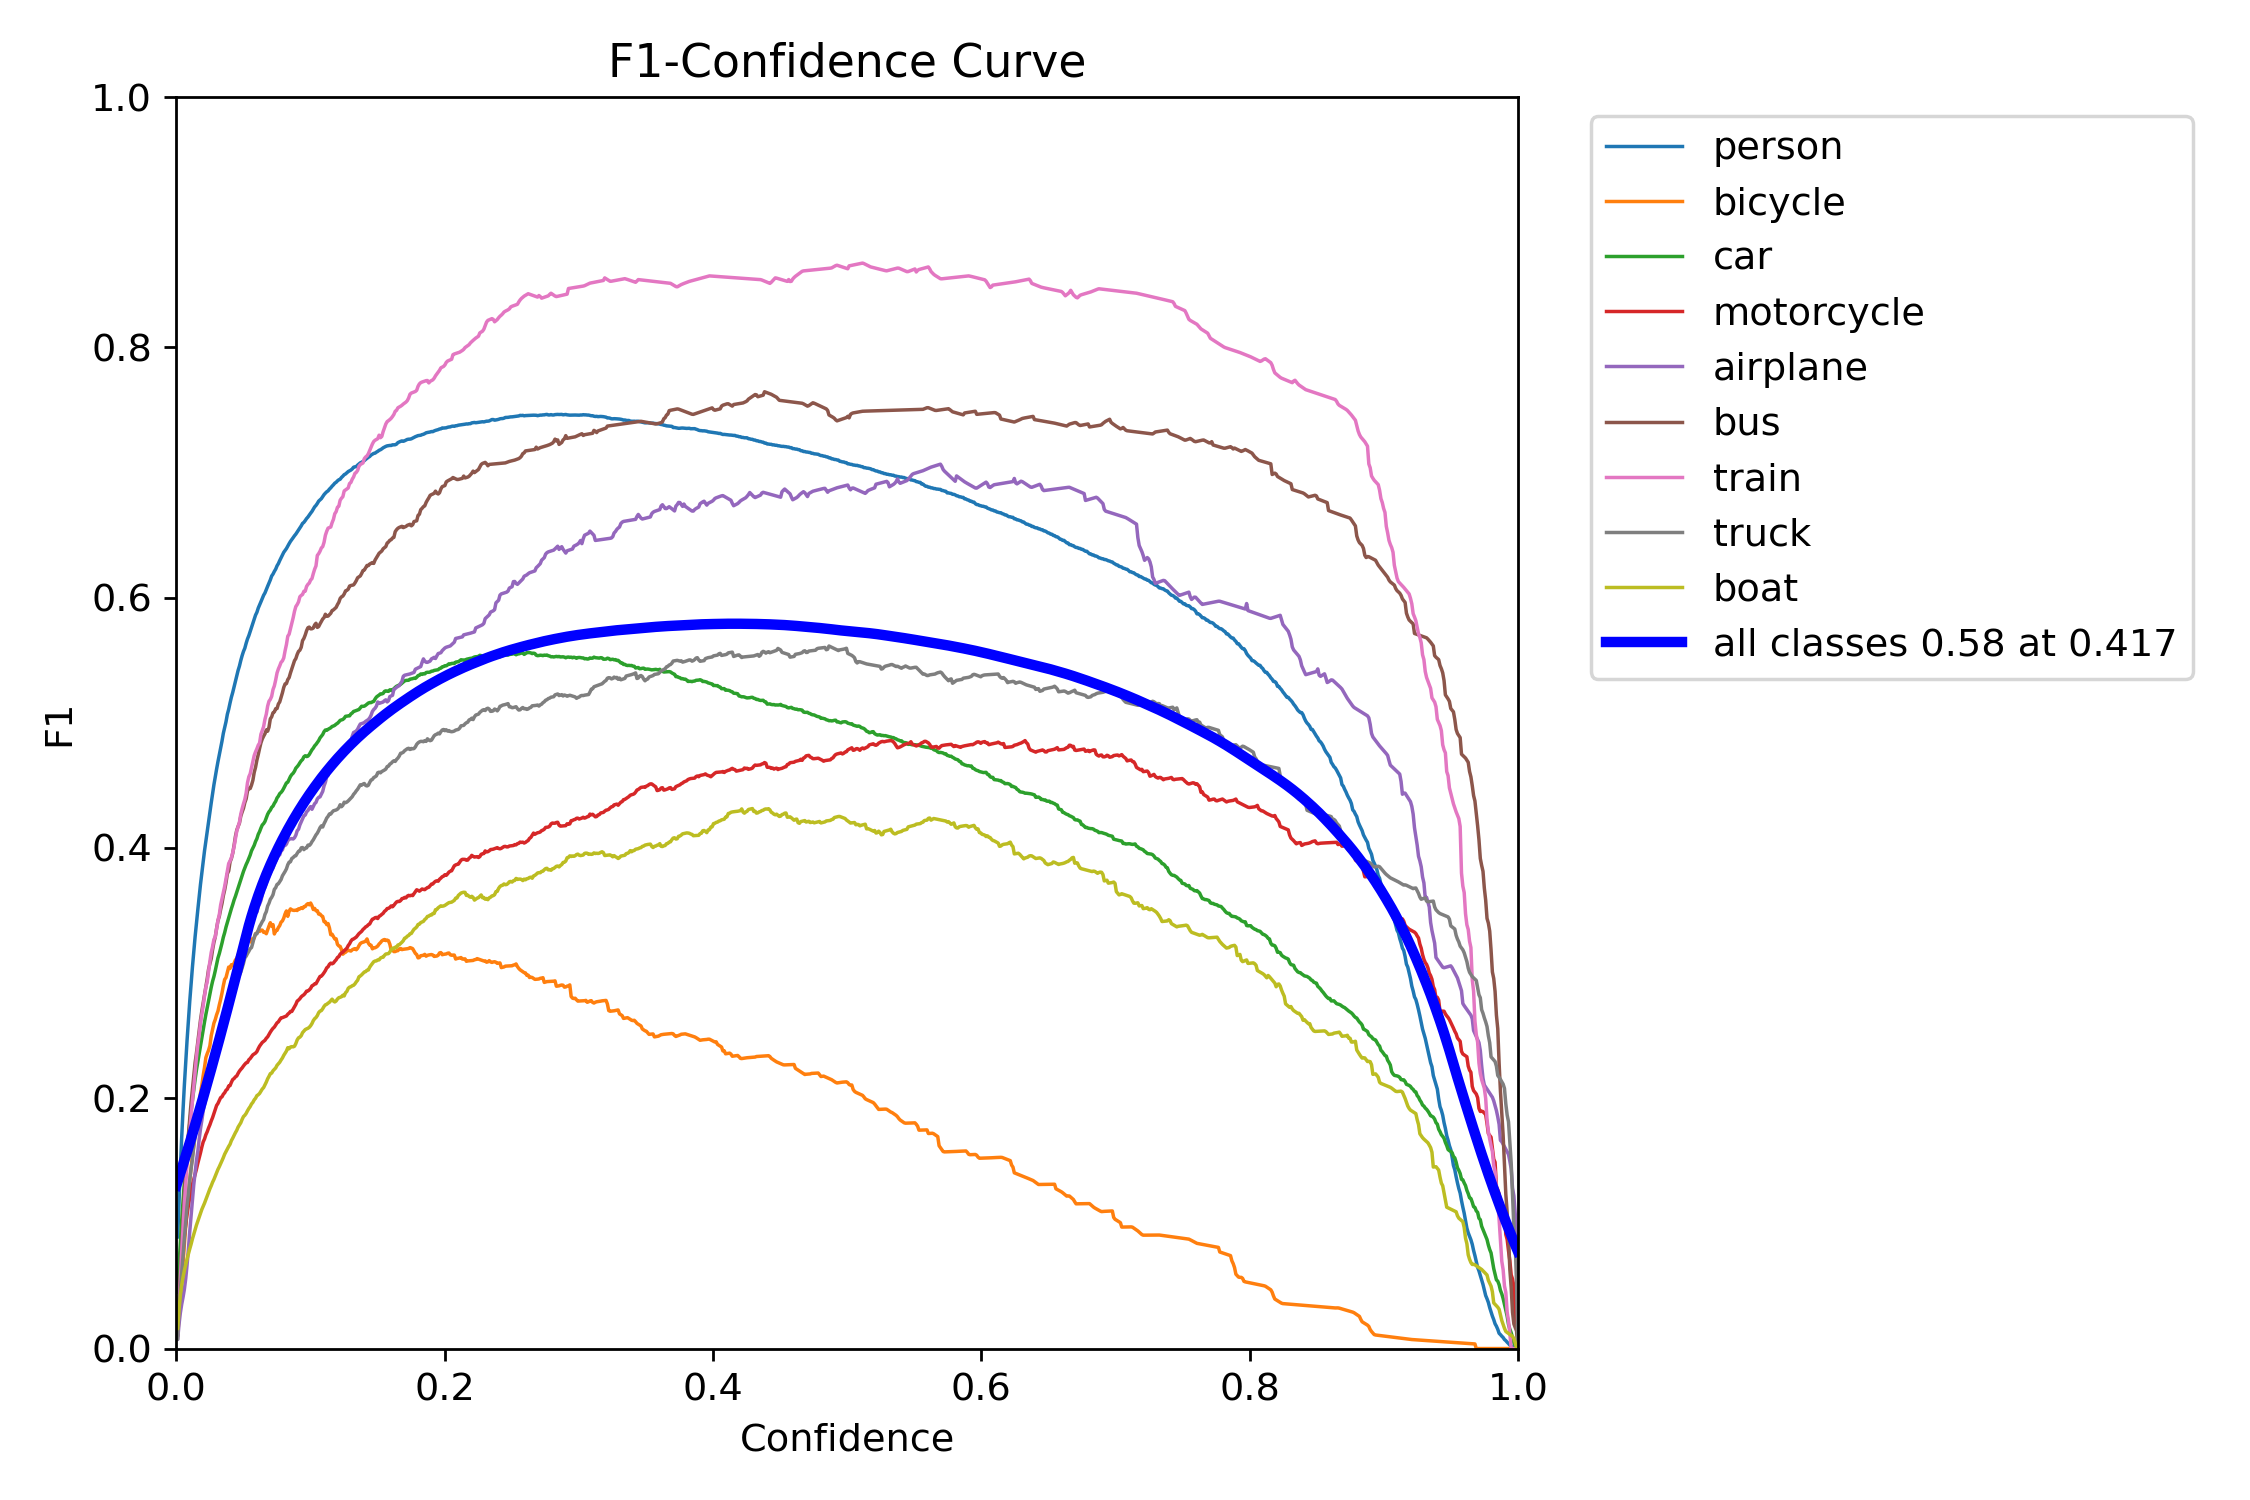 F1-Confidence Curve
1.0
0.8
0.6
0.4
0.2
0.0
F1
0.0 0.2 0.4 0.6 0.8 1.0
Confidence
person
bicycle
car
motorcycle
airplane
bus
train
truck
boat
all classes 0.58 at 0.417